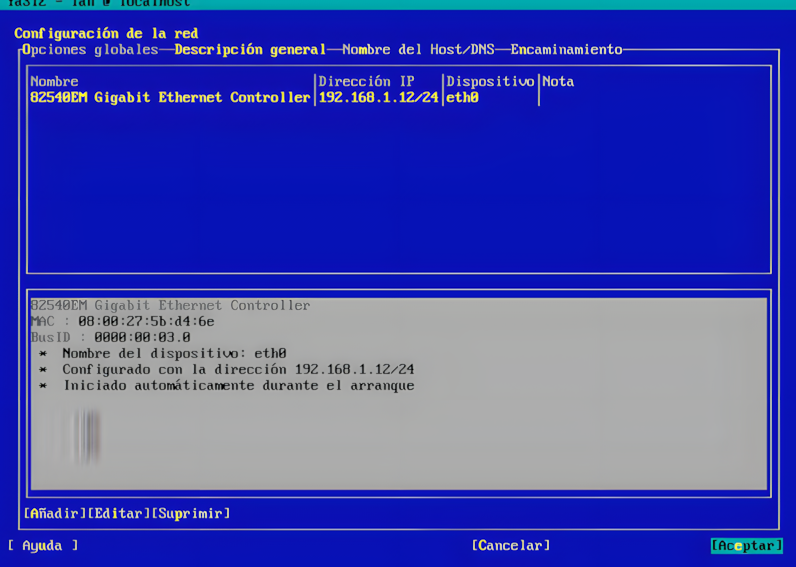 YaST2 - lan @ localhost
Configuración de la red
Opciones globales—Descripción general—Nombre del Host/DNS—Encaminamiento
Nombre |Dirección IP |Dispositivo|Nota
82540EM Gigabit Ethernet Controller|192.168.1.12/24|eth0 |
82540EM Gigabit Ethernet Controller
MAC : 08:00:27:5b:d4:6e
BusID : 0000:00:03.0
* Nombre del dispositivo: eth0
* Configurado con la dirección 192.168.1.12/24
* Iniciado automáticamente durante el arranque
[Añadir][Editar][Suprimir]
[ Ayuda ] [Cancelar] [Aceptar]